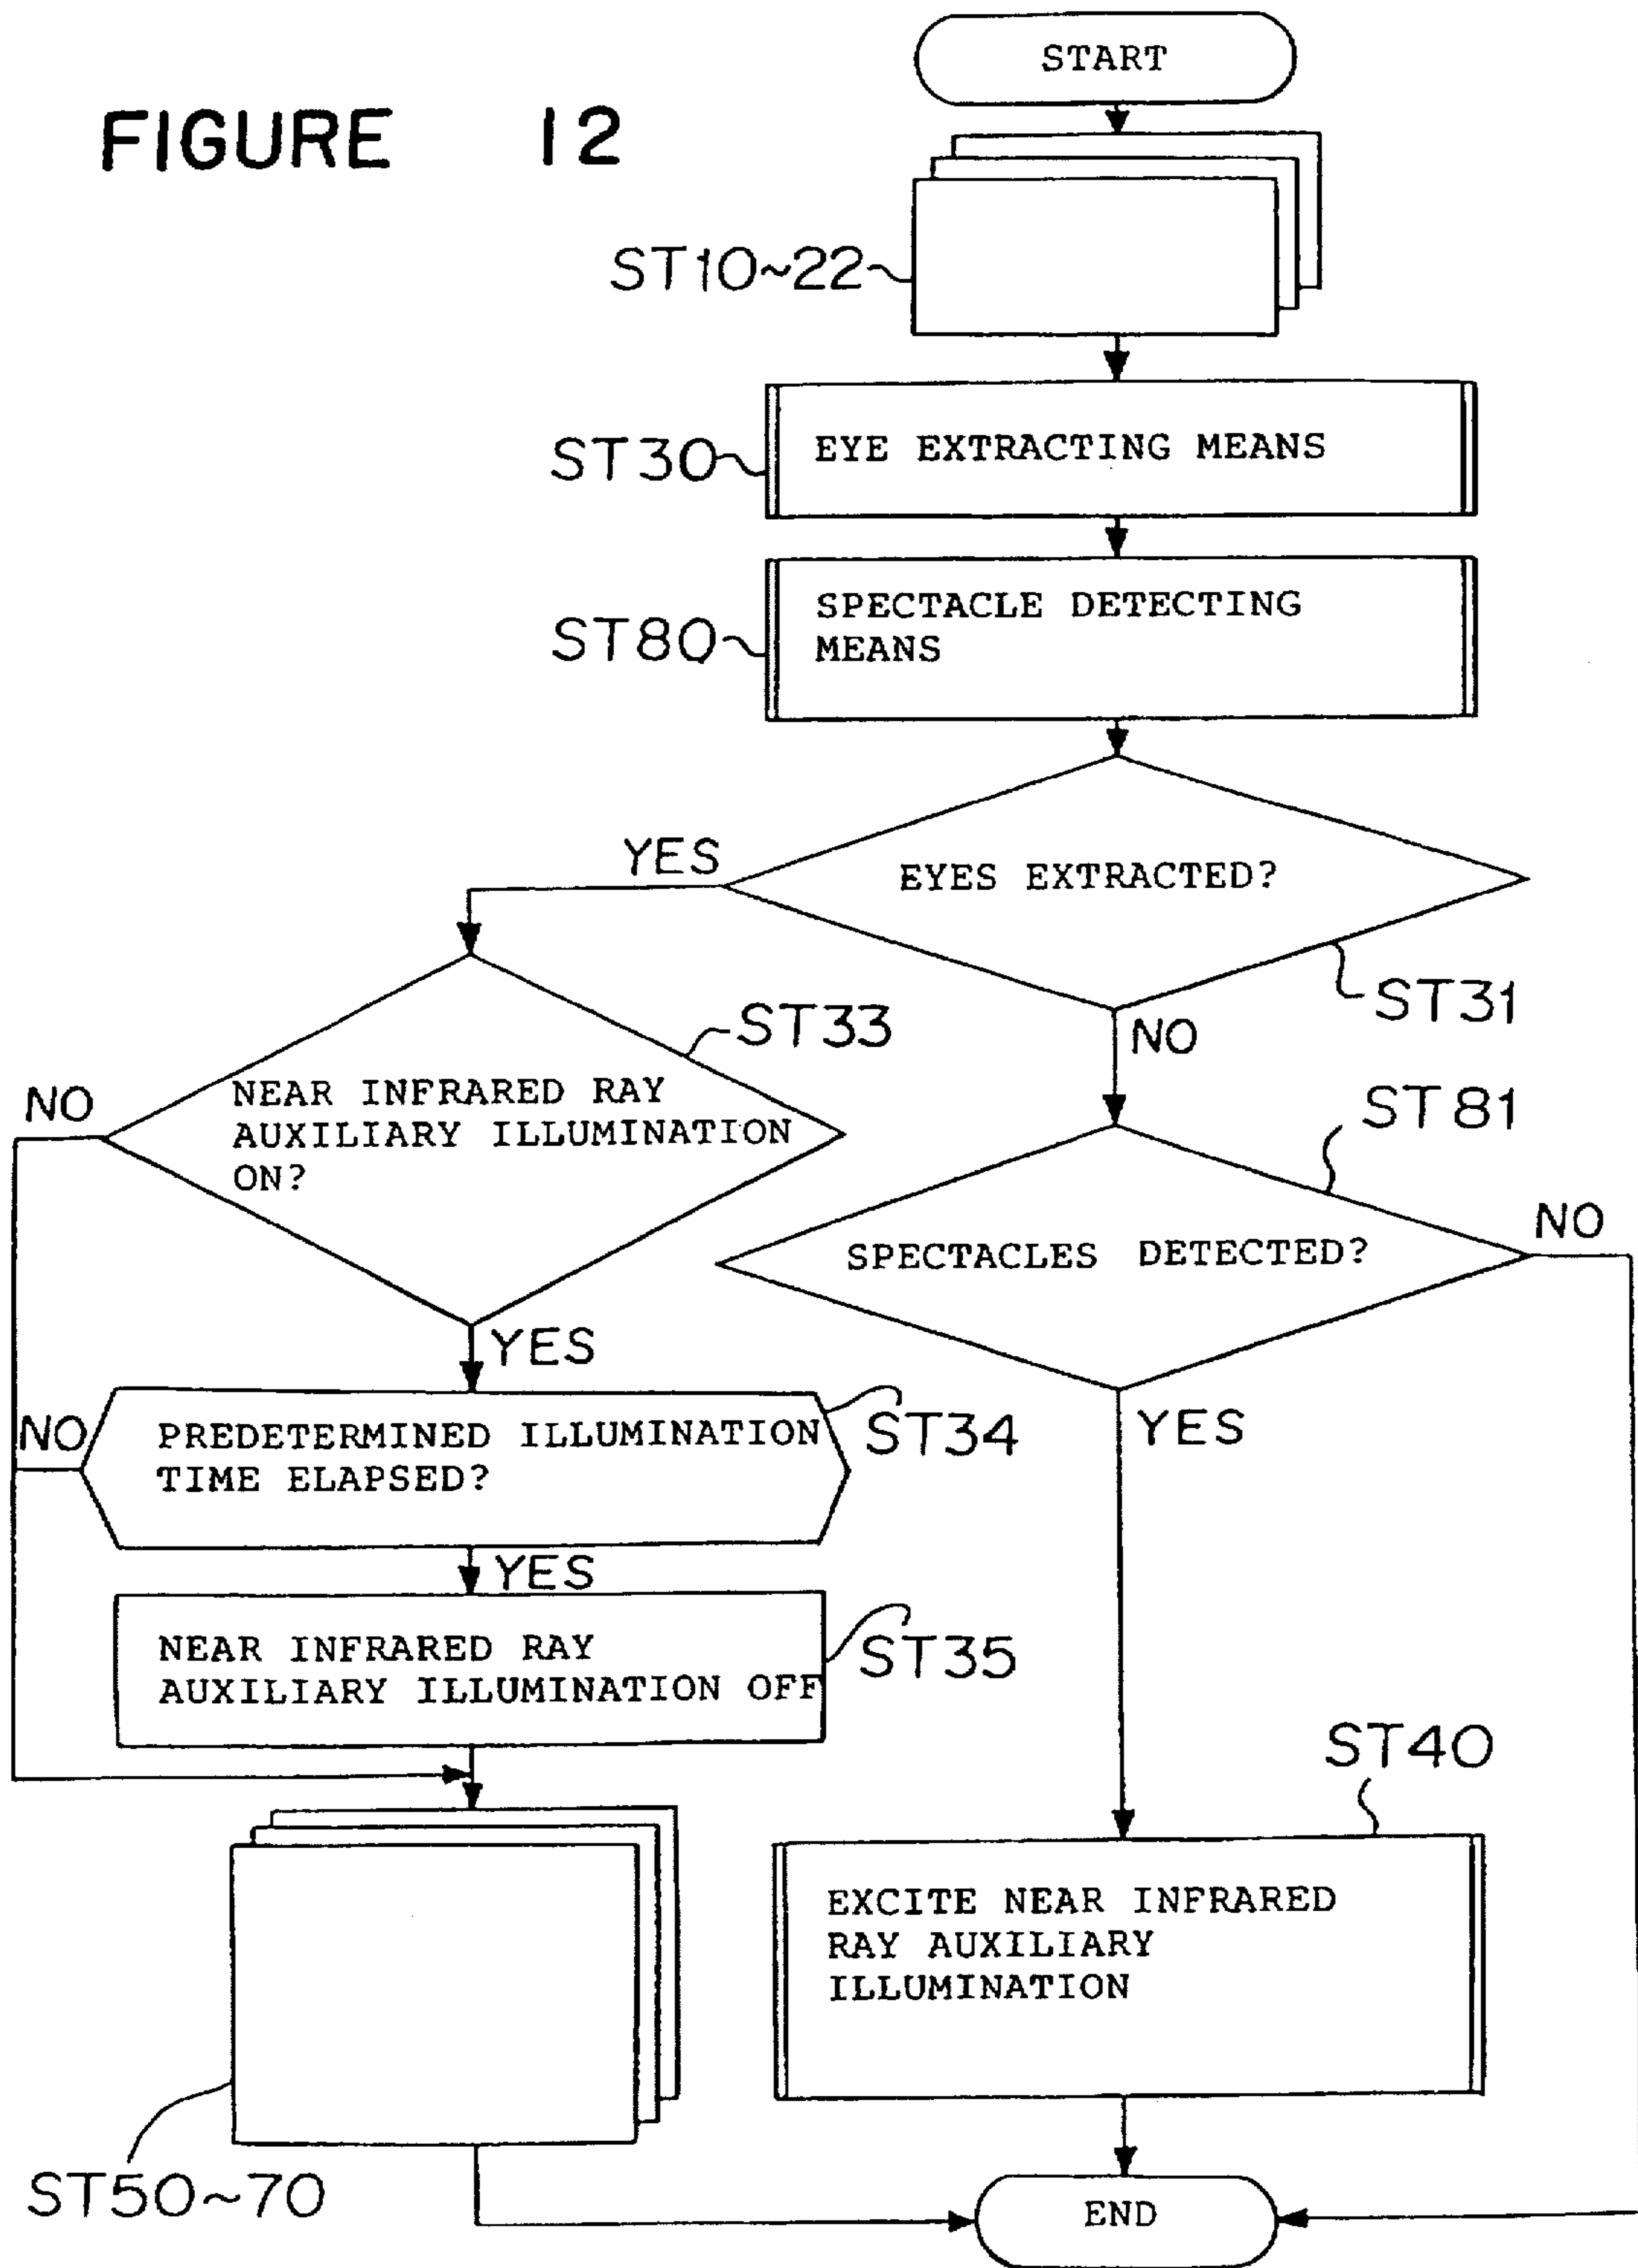 START
FIGURE 12
ST10~22
ST30
EYE EXTRACTING MEANS
ST80
SPECTACLE DETECTING
MEANS
YES
EYES EXTRACTED?
ST31
NO
ST33
NO
NEAR INFRARED RAY
AUXILIARY ILLUMINATION
ON?
ST81
NO
SPECTACLES DETECTED?
YES
YES
NO
PREDETERMINED ILLUMINATION
TIME ELAPSED?
ST34
YES
NEAR INFRARED RAY
AUXILIARY ILLUMINATION OFF
ST35
ST40
EXCITE NEAR INFRARED
RAY AUXILIARY
ILLUMINATION
ST50~70
END